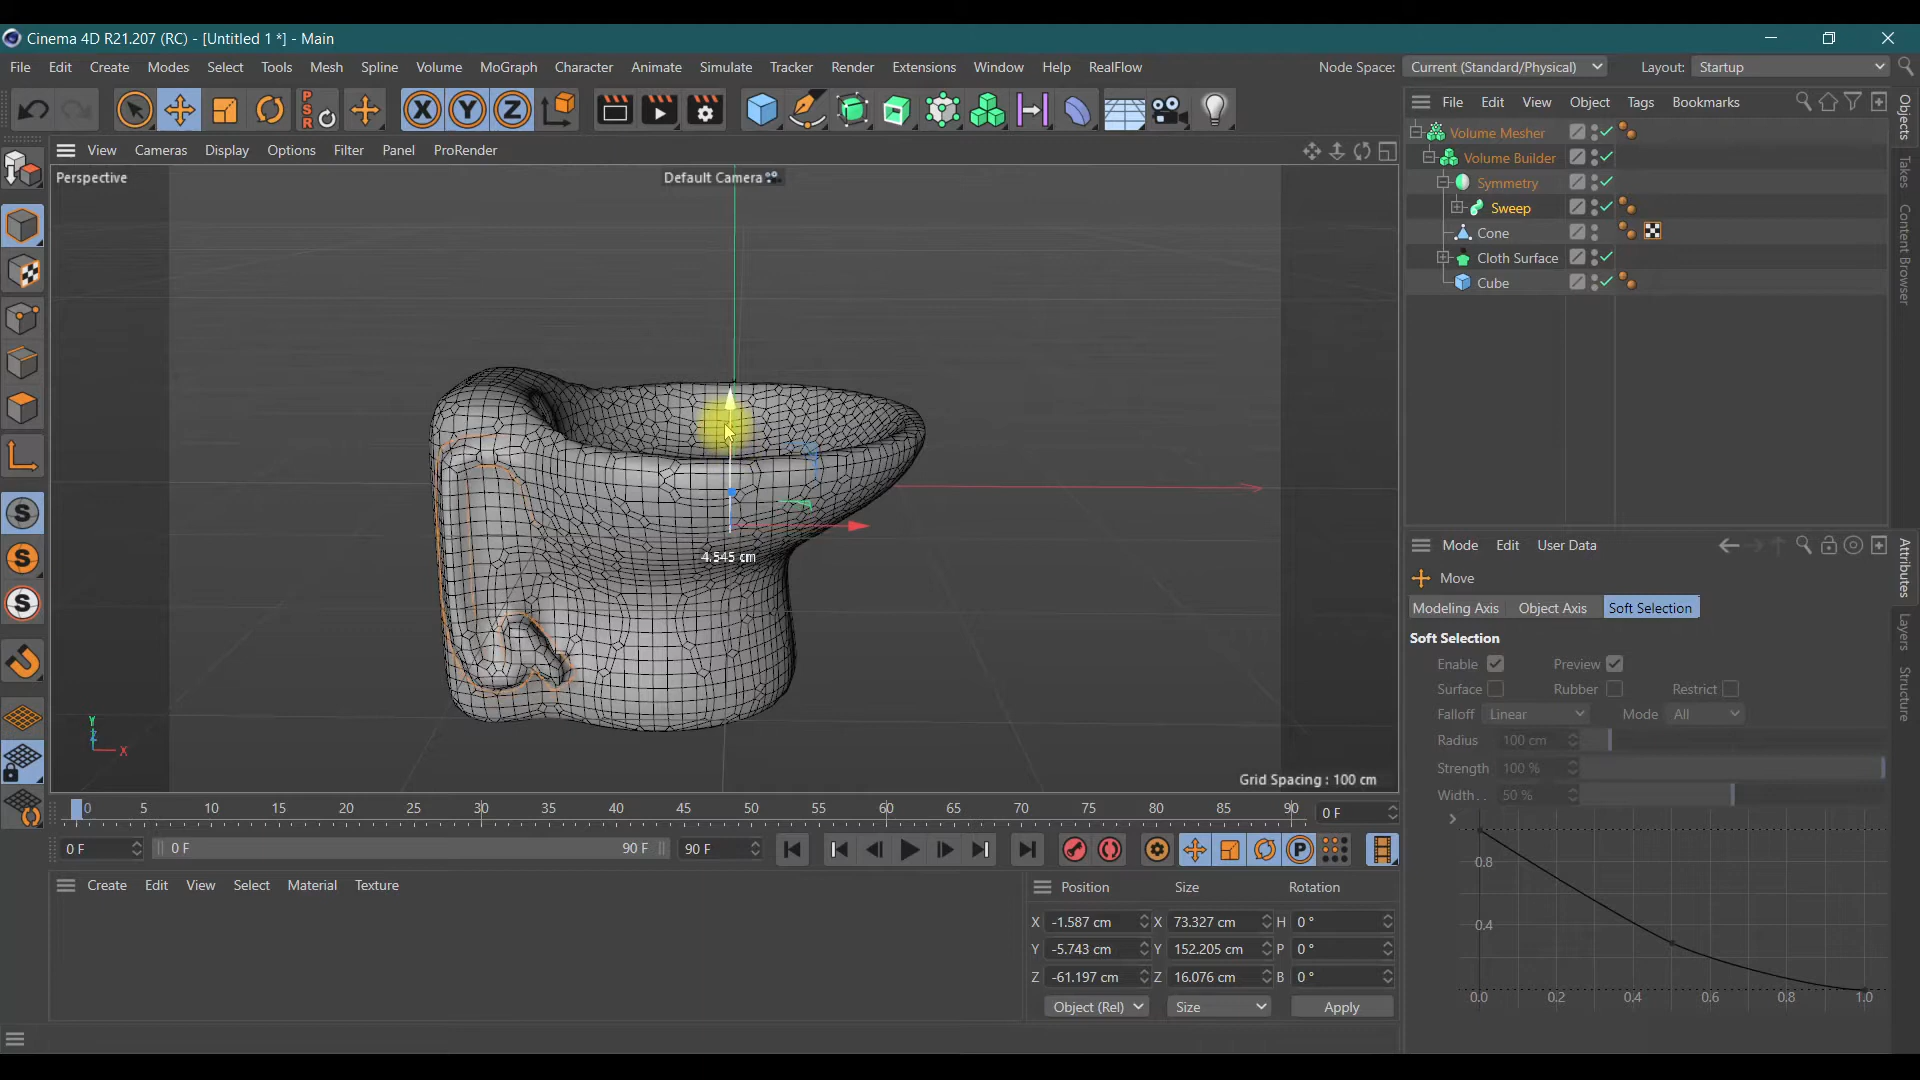 Cinema 4D R21.207 (RC) - [Untitled 1 *] - Main
File Edit Create Modes Select Tools Mesh Spline Volume MoGraph Character Animate Simulate Tracker Render Extensions Window Help RealFlow Node Space: Current (Standard/Physical) Layout: Startup
File Edit View Object Tags Bookmarks
View Cameras Display Options Filter Panel ProRender
Perspective
Default Camera
Volume Mesher
Volume Builder
Symmetry
Sweep
Cone
Cloth Surface
Cube
Objects
Takes
Content Browser
4.545 cm
Y
Z
X
Grid Spacing : 100 cm
Mode Edit User Data
Move
Modeling Axis Object Axis Soft Selection
Soft Selection
Enable Preview
Surface Rubber Restrict
Falloff Linear Mode All
Radius 100 cm
Strength 100 %
Width . . 50 %
0.8
0.4
0.0 0.2 0.4 0.6 0.8 1.0
Attributes
Layers
Structure
0 5 10 15 20 25 30 35 40 45 50 55 60 65 70 75 80 85 90 0 F
0 F 0 F 90 F 90 F
Create Edit View Select Material Texture
Position Size Rotation
X -1.587 cm X 73.327 cm H 0 °
Y -5.743 cm Y 152.205 cm P 0 °
Z -61.197 cm Z 16.076 cm B 0 °
Object (Rel) Size Apply